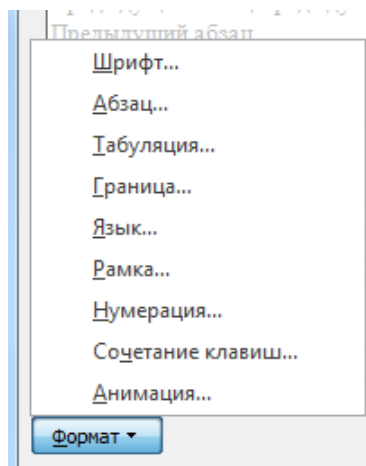 Предыдущий абзац
Шрифт...
Абзац...
Табуляция...
Граница...
Язык...
Рамка...
Нумерация...
Сочетание клавиш...
Анимация...
Формат